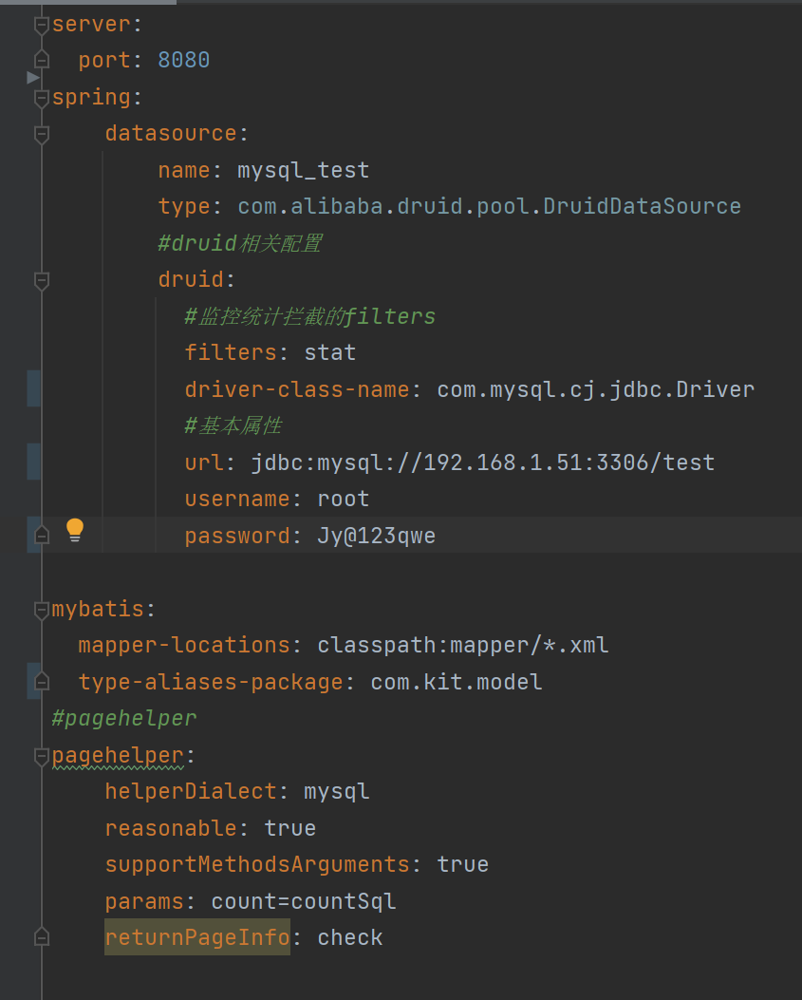 server:
  port: 8080
spring:
    datasource:
        name: mysql_test
        type: com.alibaba.druid.pool.DruidDataSource
        #druid相关配置
        druid:
          #监控统计拦截的filters
          filters: stat
          driver-class-name: com.mysql.cj.jdbc.Driver
          #基本属性
          url: jdbc:mysql://192.168.1.51:3306/test
          username: root
          password: Jy@123qwe
mybatis:
  mapper-locations: classpath:mapper/*.xml
  type-aliases-package: com.kit.model
#pagehelper
pagehelper:
    helperDialect: mysql
    reasonable: true
    supportMethodsArguments: true
    params: count=countSql
    returnPageInfo: check